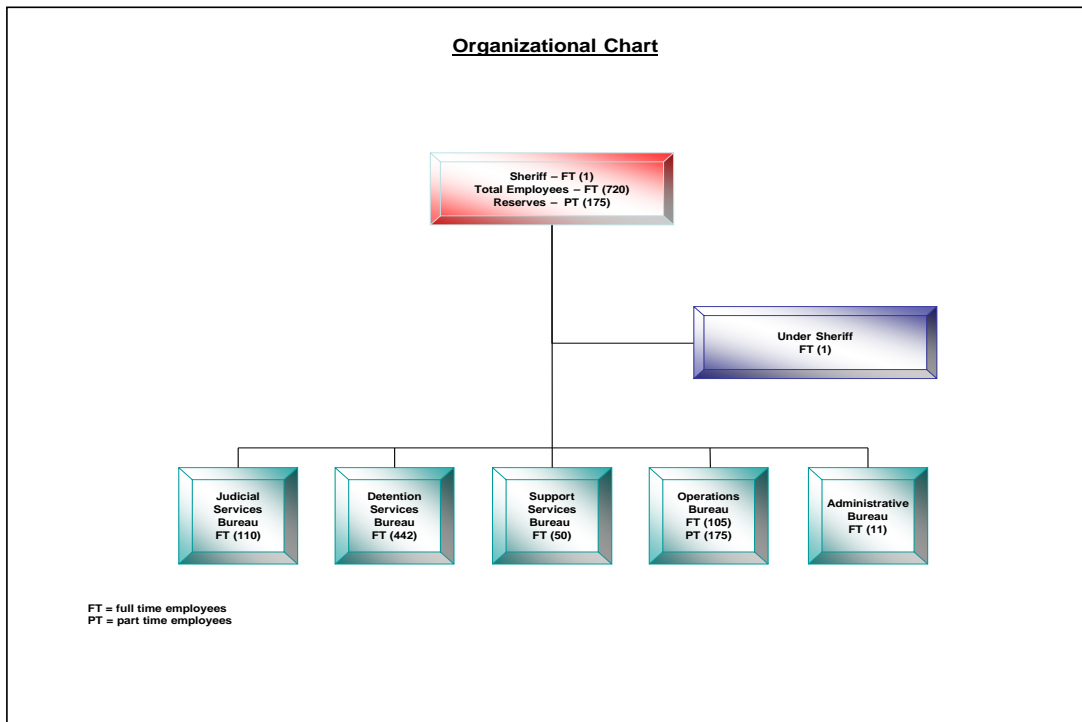 Organizational Chart
Sheriff – FT (1)
Total Employees – FT (720)
Reserves – PT (175)
Under Sheriff
FT (1)
Judicial
Services
Bureau
FT (110)
Detention
Services
Bureau
FT (442)
Support
Services
Bureau
FT (50)
Operations
Bureau
FT (105)
PT (175)
Administrative
Bureau
FT (11)
FT = full time employees
PT = part time employees